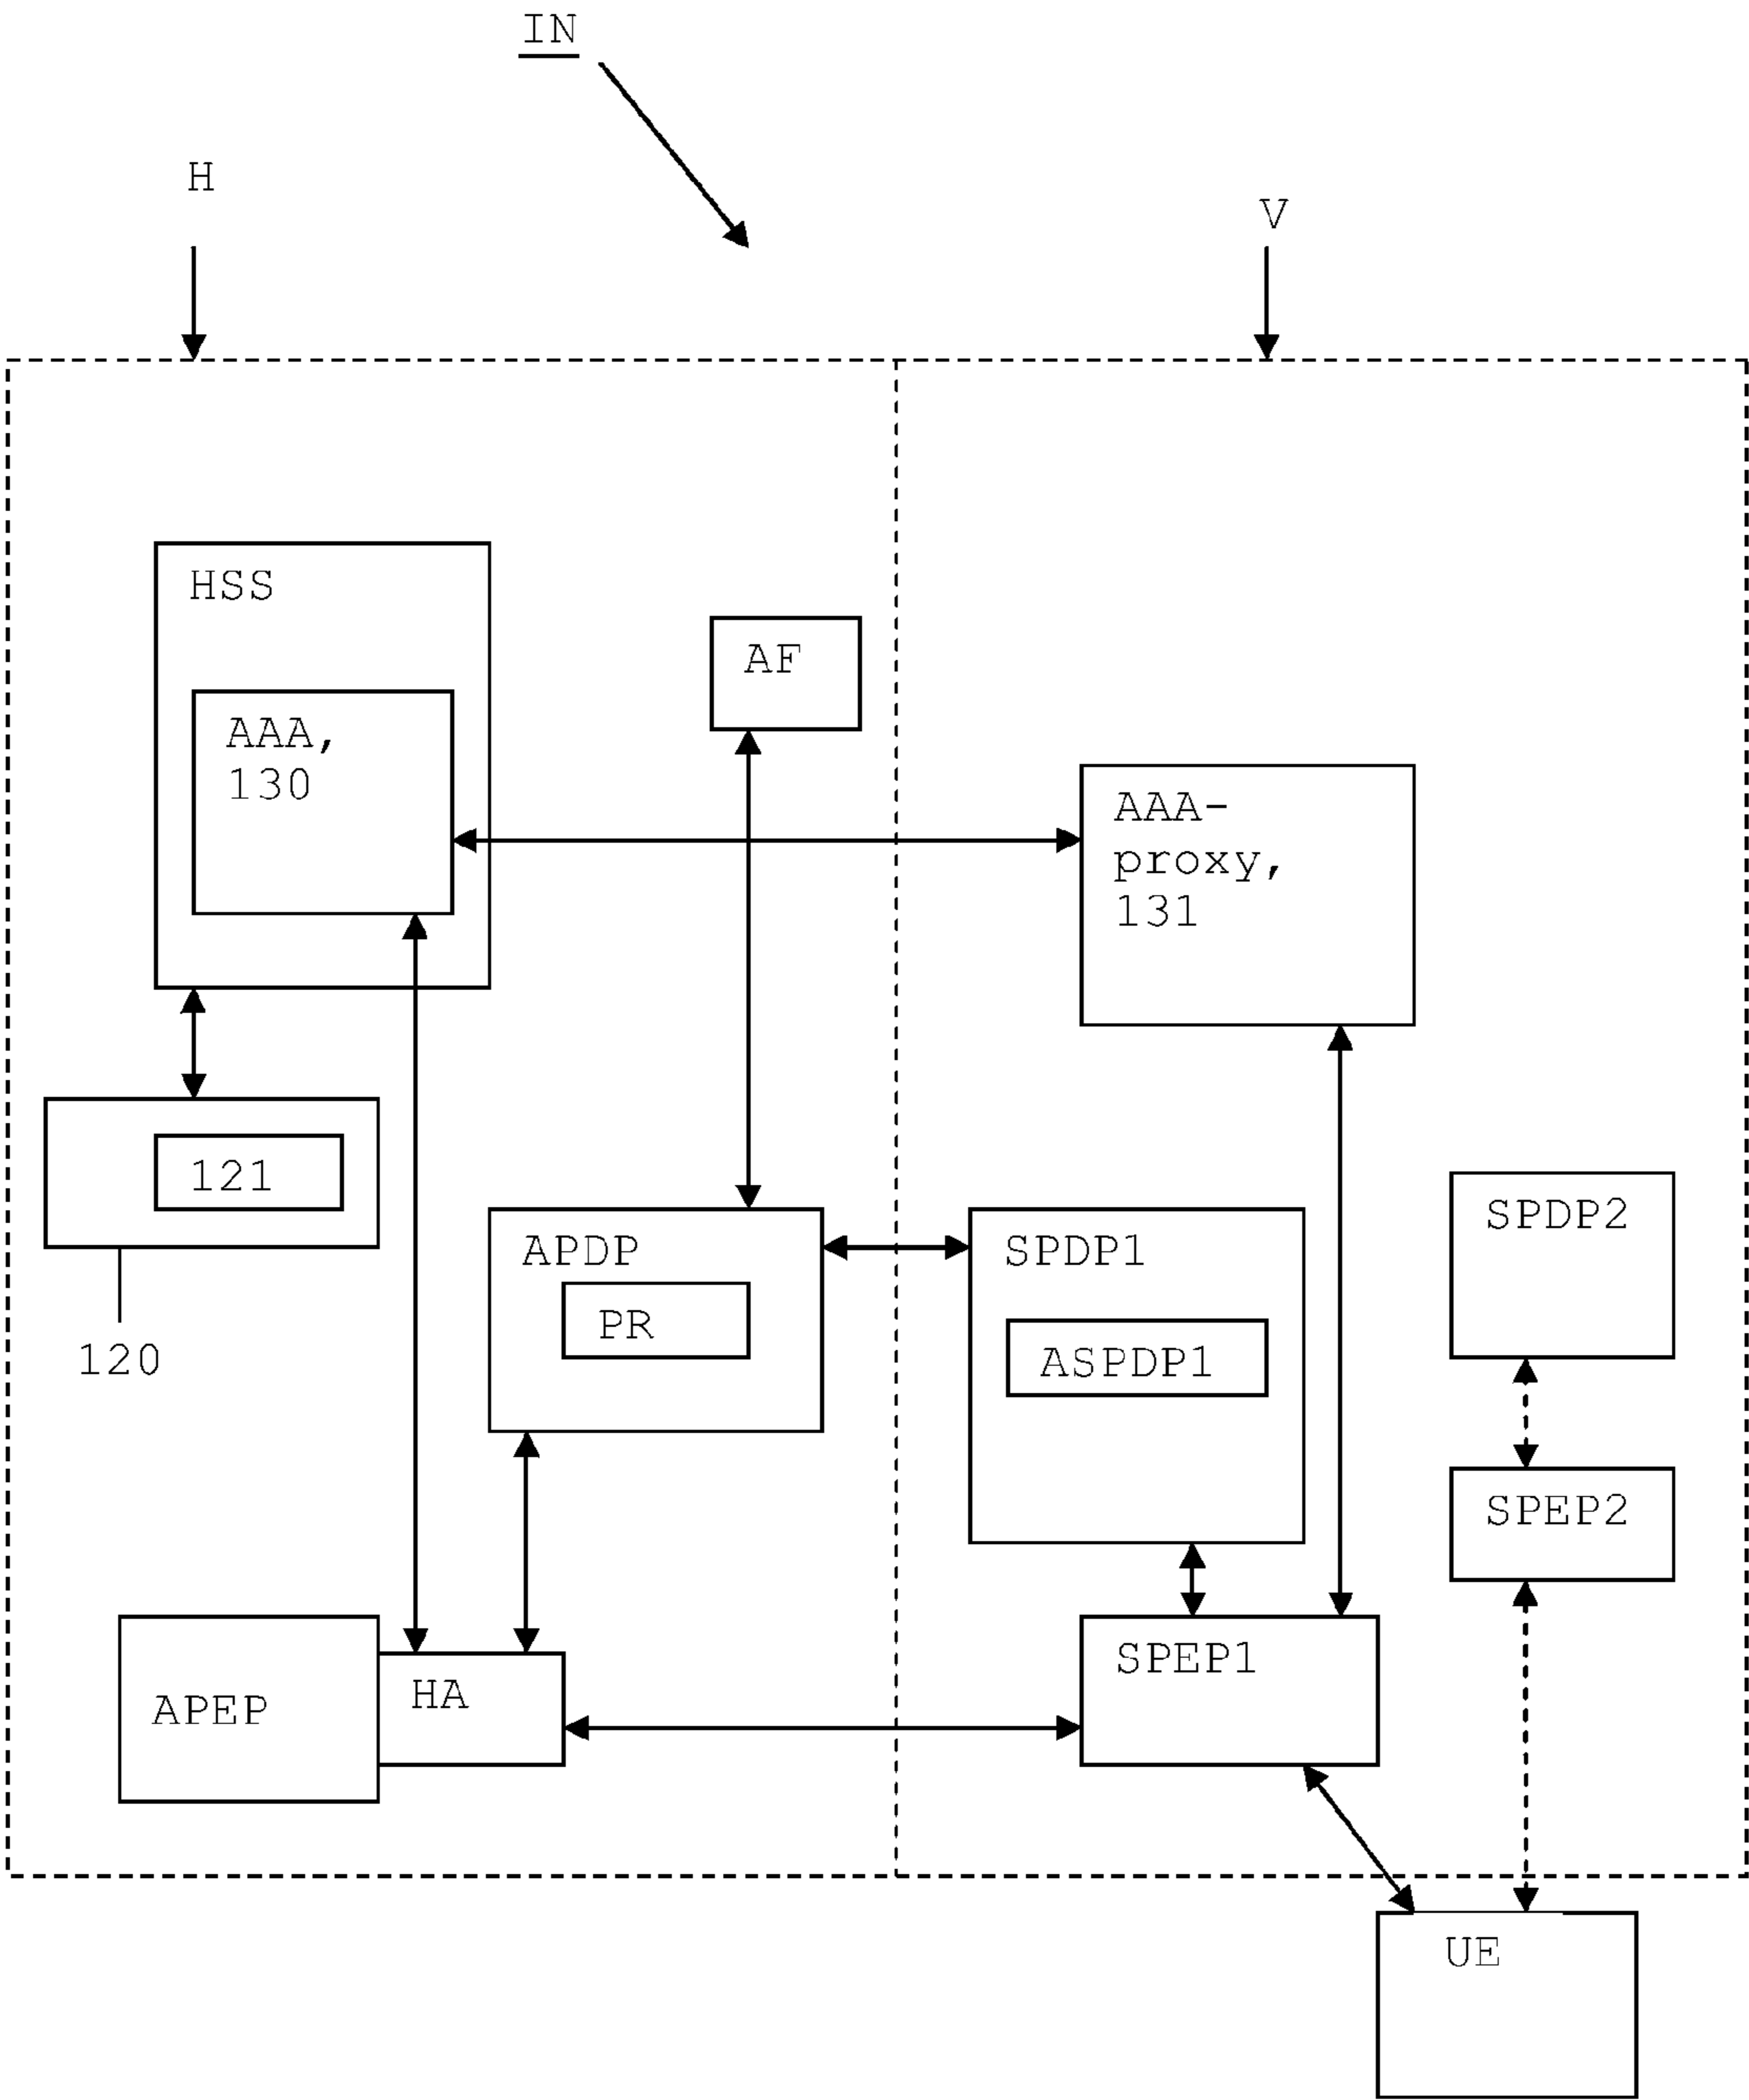 IN
H
V
HSS
AF
AAA,
130
AAA-
proxy,
131
121
SPDP2
APDP
SPDP1
PR
120
ASPDP1
SPEP2
SPEP1
HA
APEP
UE